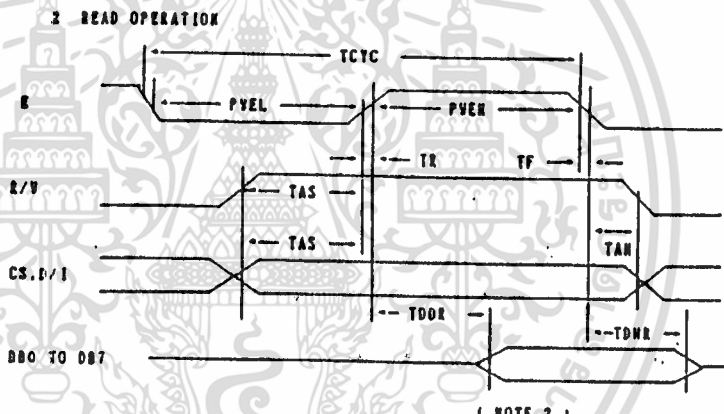 2 READ OPERATION
TCYC
E
PWEL
PWEH
TR
TF
R/W
TAS
TAS
TAH
CS.D/I
TDDR
TDHR
DB0 TO DB7
( NOTE 2 )